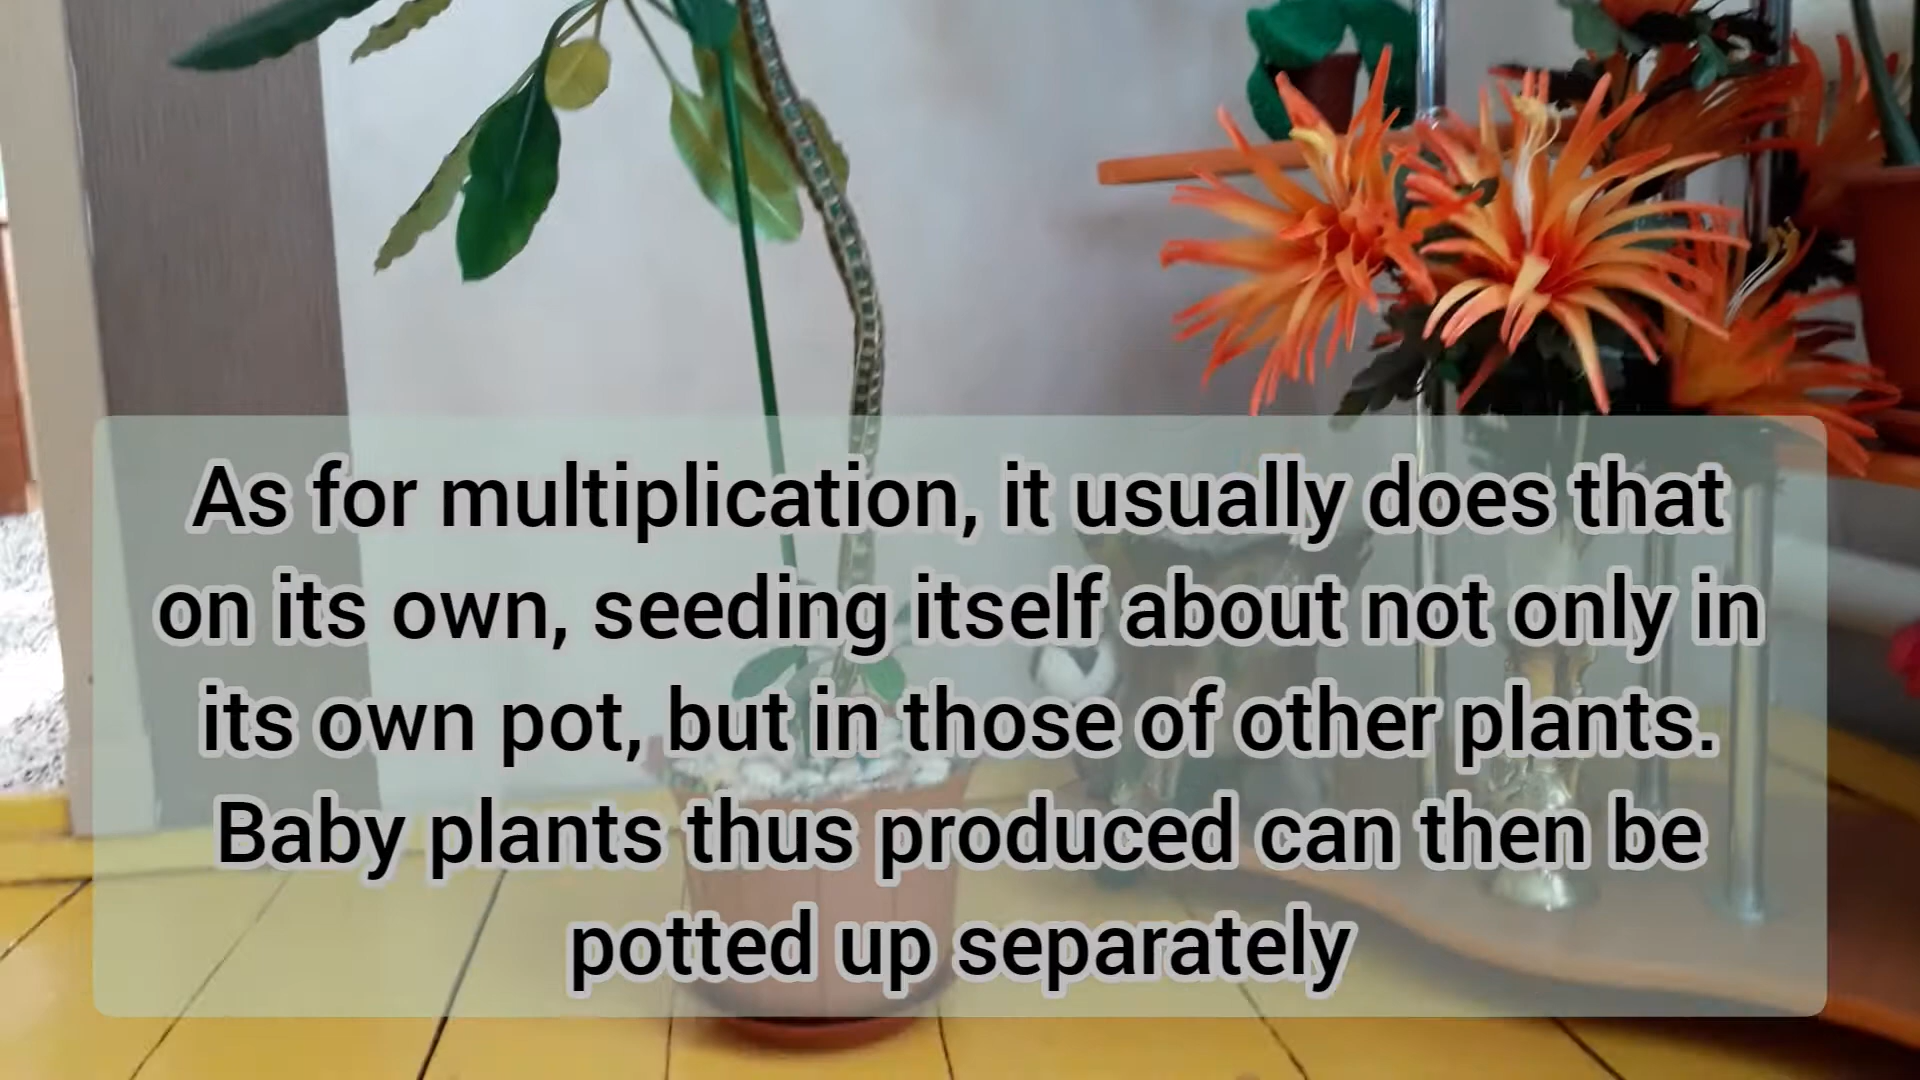 As for multiplication, it usually does that
on its own, seeding itself about not only in
its own pot, but in those of other plants.
Baby plants thus produced can then be
potted up separately